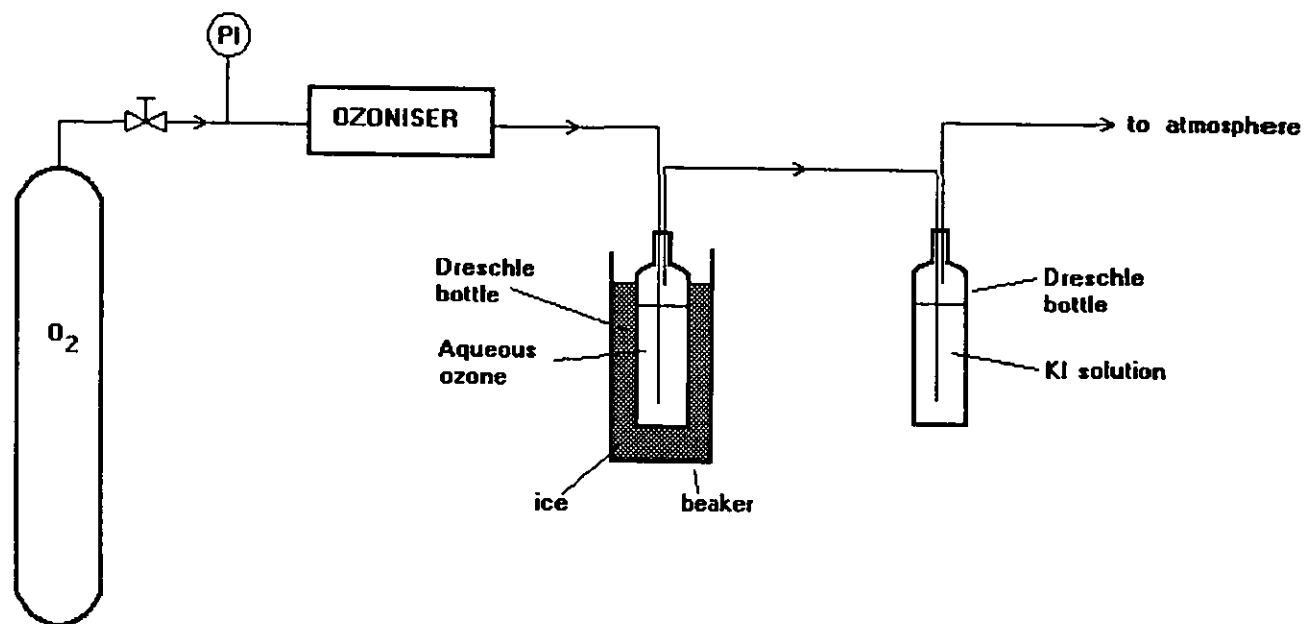 PI
OZONISER
to atmosphere
O2
Dreschle
bottle
Aqueous
ozone
Dreschle
bottle
KI solution
ice
beaker